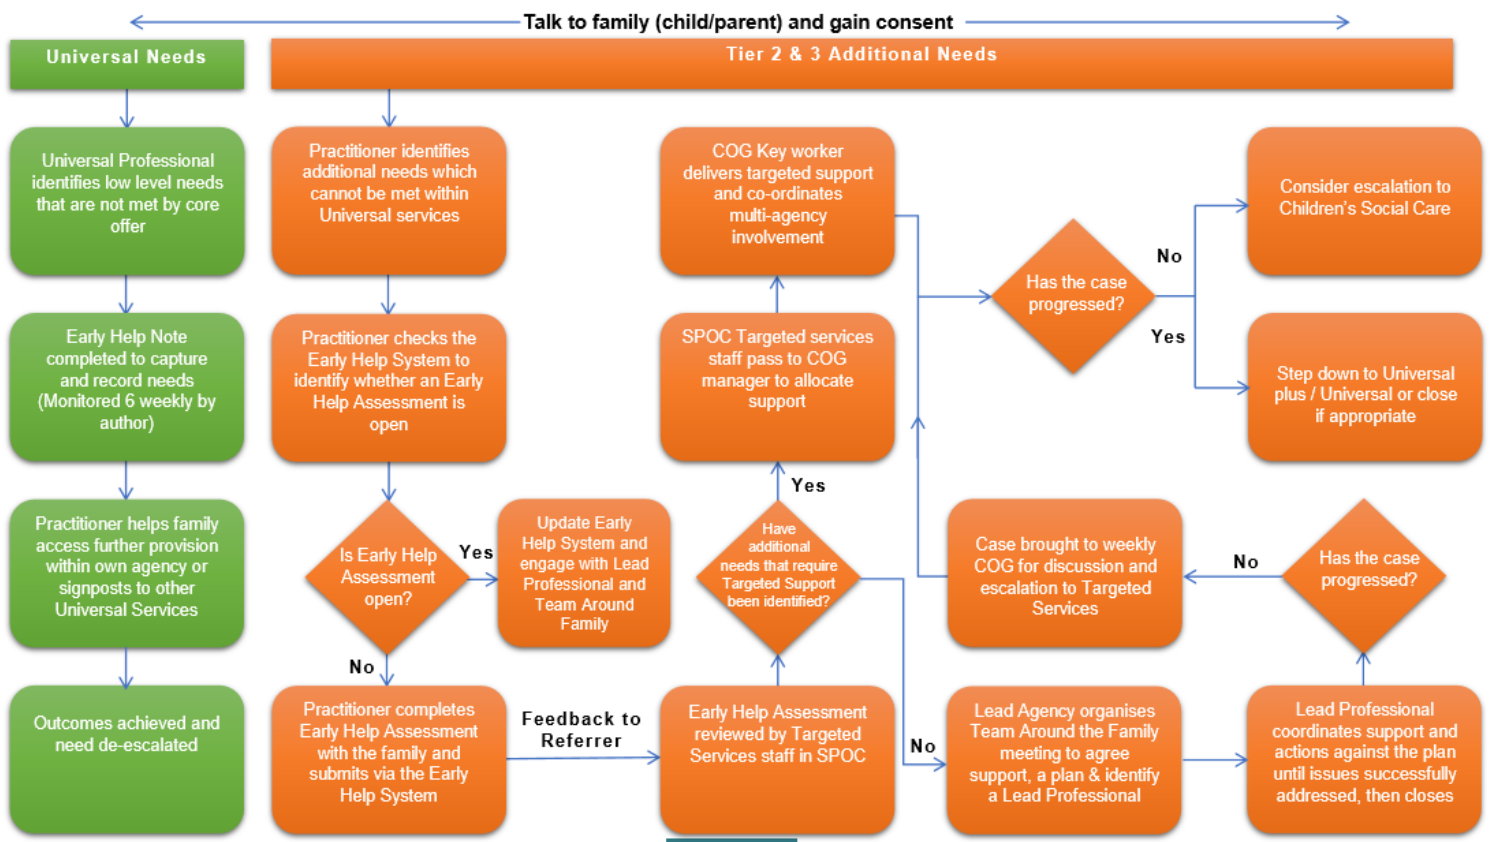 Talk to family (child/parent) and gain consent
Universal Needs
Tier 2 & 3 Additional Needs
Universal Professional
identifies low level needs
that are not met by core
offer
Early Help Note
completed to capture
and record needs
(Monitored 6 weekly by
author)
Practitioner helps family
access further provision
within own agency or
signposts to other
Universal Services
Outcomes achieved and
need de-escalated
Practitioner identifies
additional needs which
cannot be met within
Universal services
Practitioner checks the
Early Help System to
identify whether an Early
Help Assessment is
open
Is Early Help
Assessment
open?
Yes
Update Early
Help System and
engage with Lead
Professional and
Team Around
Family
No
Practitioner completes
Early Help Assessment
with the family and
submits via the Early
Help System
Feedback to
Referrer
Early Help Assessment
reviewed by Targeted
Services staff in SPOC
Have
additional
needs that require
Targeted Support
been identified?
Yes
SPOC Targeted services
staff pass to COG
manager to allocate
support
COG Key worker
delivers targeted support
and co-ordinates
multi-agency
involvement
No
Lead Agency organises
Team Around the Family
meeting to agree
support, a plan & identify
a Lead Professional
Lead Professional
coordinates support and
actions against the plan
until issues successfully
addressed, then closes
Has the case
progressed?
No
Case brought to weekly
COG for discussion and
escalation to Targeted
Services
Has the case
progressed?
No
Consider escalation to
Children's Social Care
Yes
Step down to Universal
plus / Universal or close
if appropriate